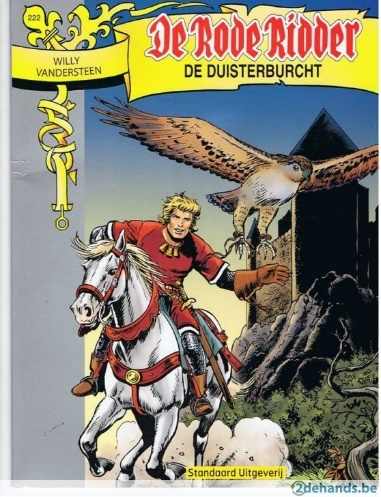 222
WILLY
VANDERSTEEN
De Rode Ridder
DE DUISTERBURCHT
Standaard Uitgeverij
2dehands.be